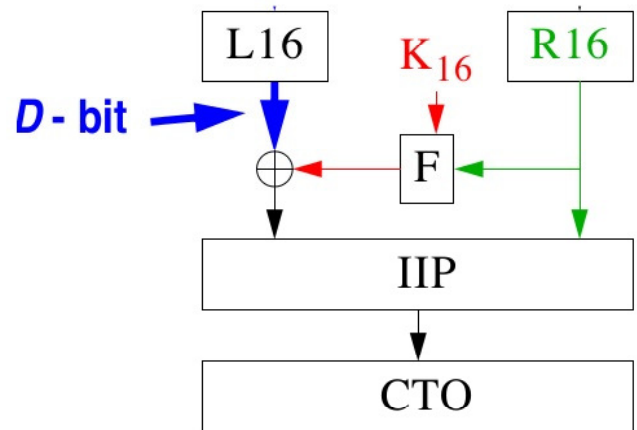 L16
R16
K16
D - bit
F
IIP
CTO